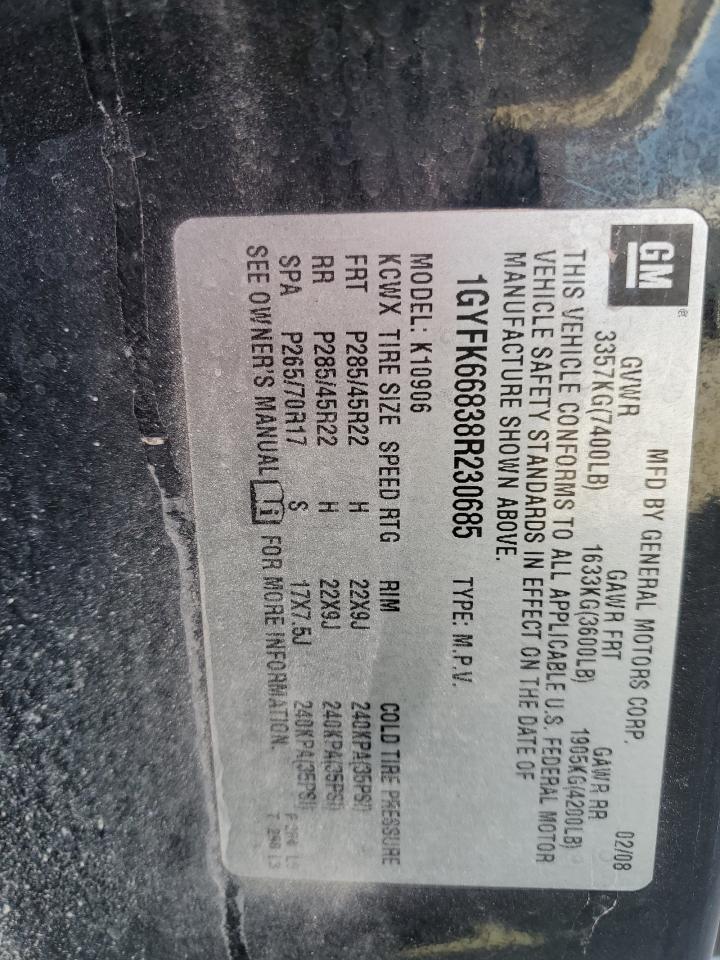 GM®
MFD BY GENERAL MOTORS CORP. 02/08
GVWR GAWR FRT GAWR RR
3357KG(7400LB) 1633KG(3600LB) 1905KG(4200LB)
THIS VEHICLE CONFORMS TO ALL APPLICABLE U.S. FEDERAL MOTOR
VEHICLE SAFETY STANDARDS IN EFFECT ON THE DATE OF
MANUFACTURE SHOWN ABOVE.
1GYFK66838R230685 TYPE: M.P.V.
MODEL: K10906
KCWX TIRE SIZE SPEED RTG RIM COLD TIRE PRESSURE
FRT P285/45R22 H 22X9J 240KPA(35PSI)
RR P285/45R22 H 22X9J 240KPA(35PSI)
SPA P265/70R17 S 17X7.5J 240KPA(35PSI)
SEE OWNER'S MANUAL i FOR MORE INFORMATION.